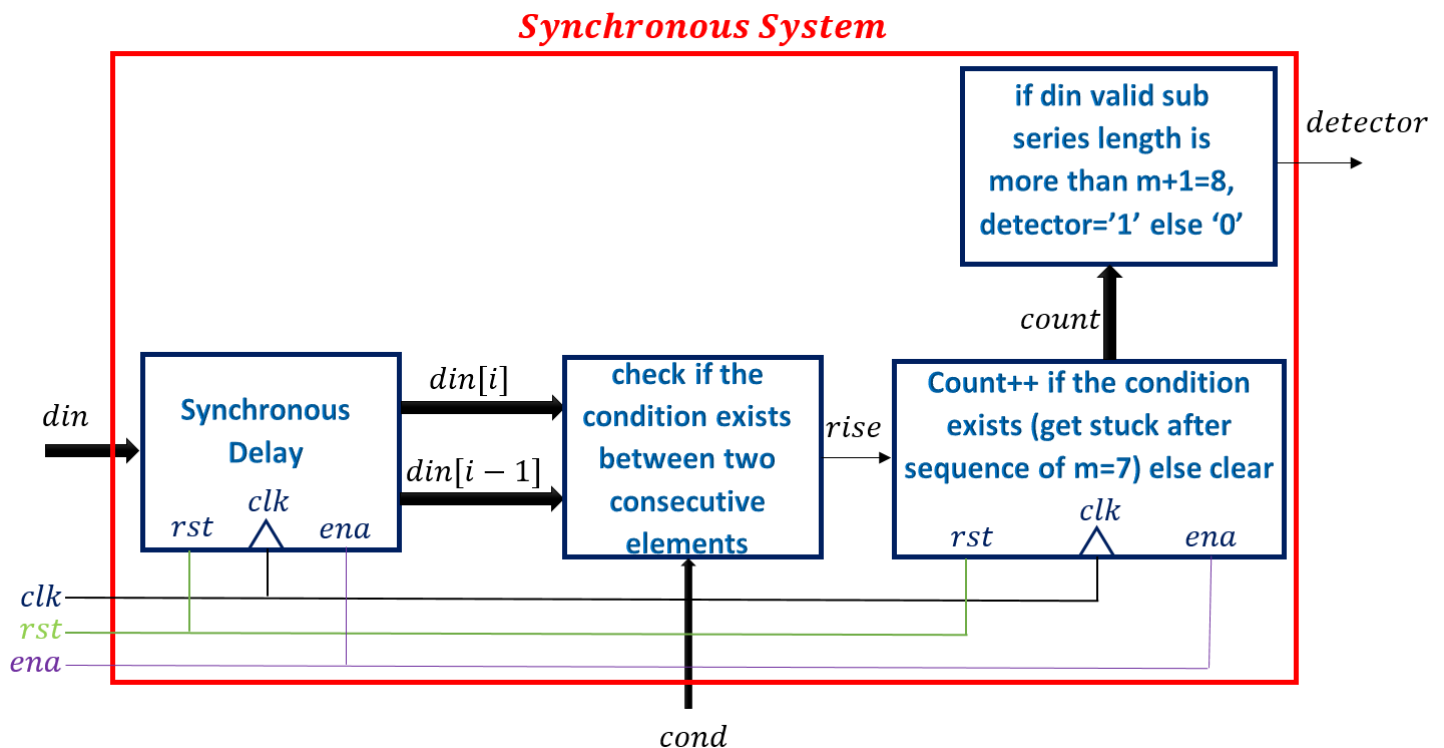 Synchronous System
if din valid sub
series length is
more than m+1=8,
detector=’1’ else ‘0’
detector
count
din
Synchronous
Delay
rst
clk
ena
din[i]
din[i − 1]
check if the
condition exists
between two
consecutive
elements
rise
Count++ if the condition
exists (get stuck after
sequence of m=7) else clear
rst
clk
ena
clk
rst
ena
cond